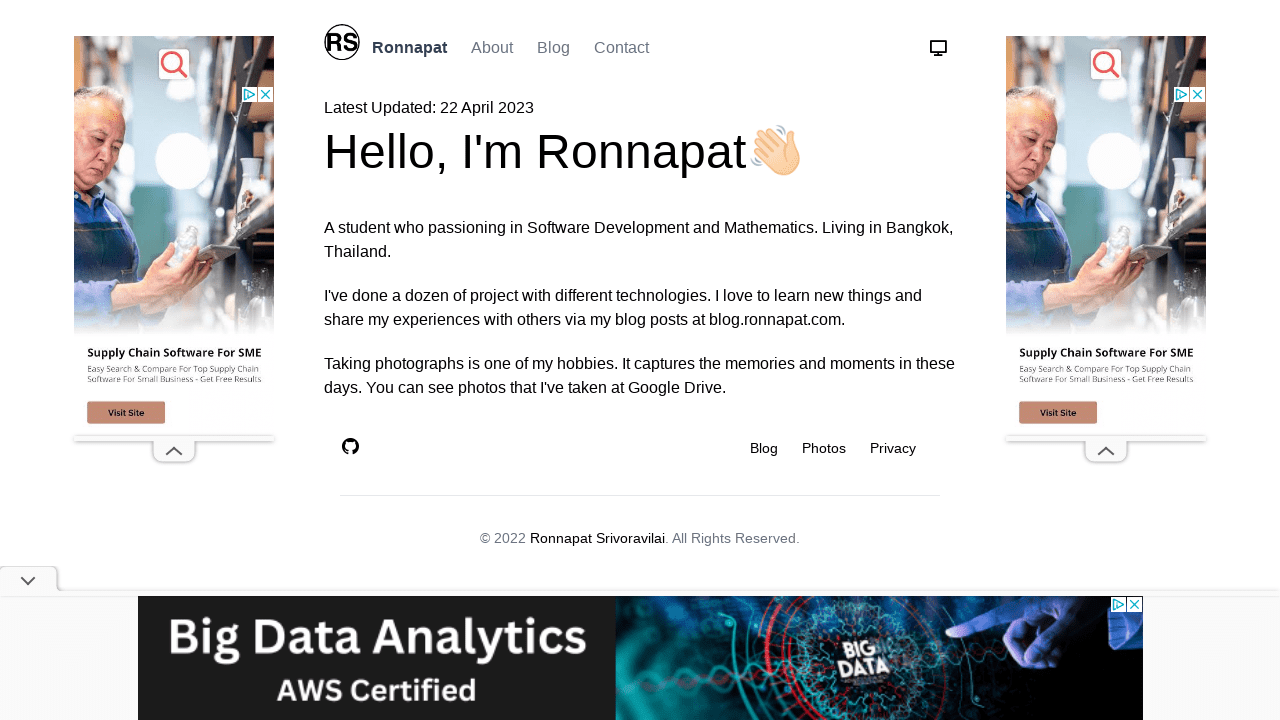 RS
Ronnapat About Blog Contact
Latest Updated: 22 April 2023
Hello, I'm Ronnapat👋🏻
A student who passioning in Software Development and Mathematics. Living in Bangkok,
Thailand.
I've done a dozen of project with different technologies. I love to learn new things and
share my experiences with others via my blog posts at blog.ronnapat.com.
Taking photographs is one of my hobbies. It captures the memories and moments in these
days. You can see photos that I've taken at Google Drive.
Blog Photos Privacy
© 2022 Ronnapat Srivoravilai. All Rights Reserved.
Supply Chain Software For SME
Easy Search & Compare For Top Supply Chain
Software For Small Business - Get Free Results
Visit Site
Supply Chain Software For SME
Easy Search & Compare For Top Supply Chain
Software For Small Business - Get Free Results
Visit Site
Big Data Analytics
AWS Certified
BIG
DATA